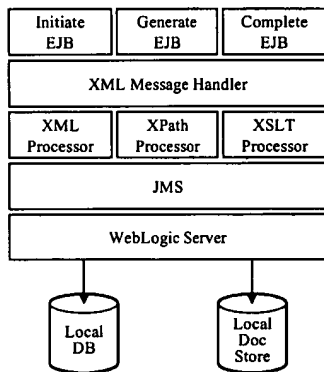 Initiate
EJB
Generate
EJB
Complete
EJB
XML Message Handler
XML
Processor
XPath
Processor
XSLT
Processor
JMS
WebLogic Server
Local
DB
Local
Doc
Store